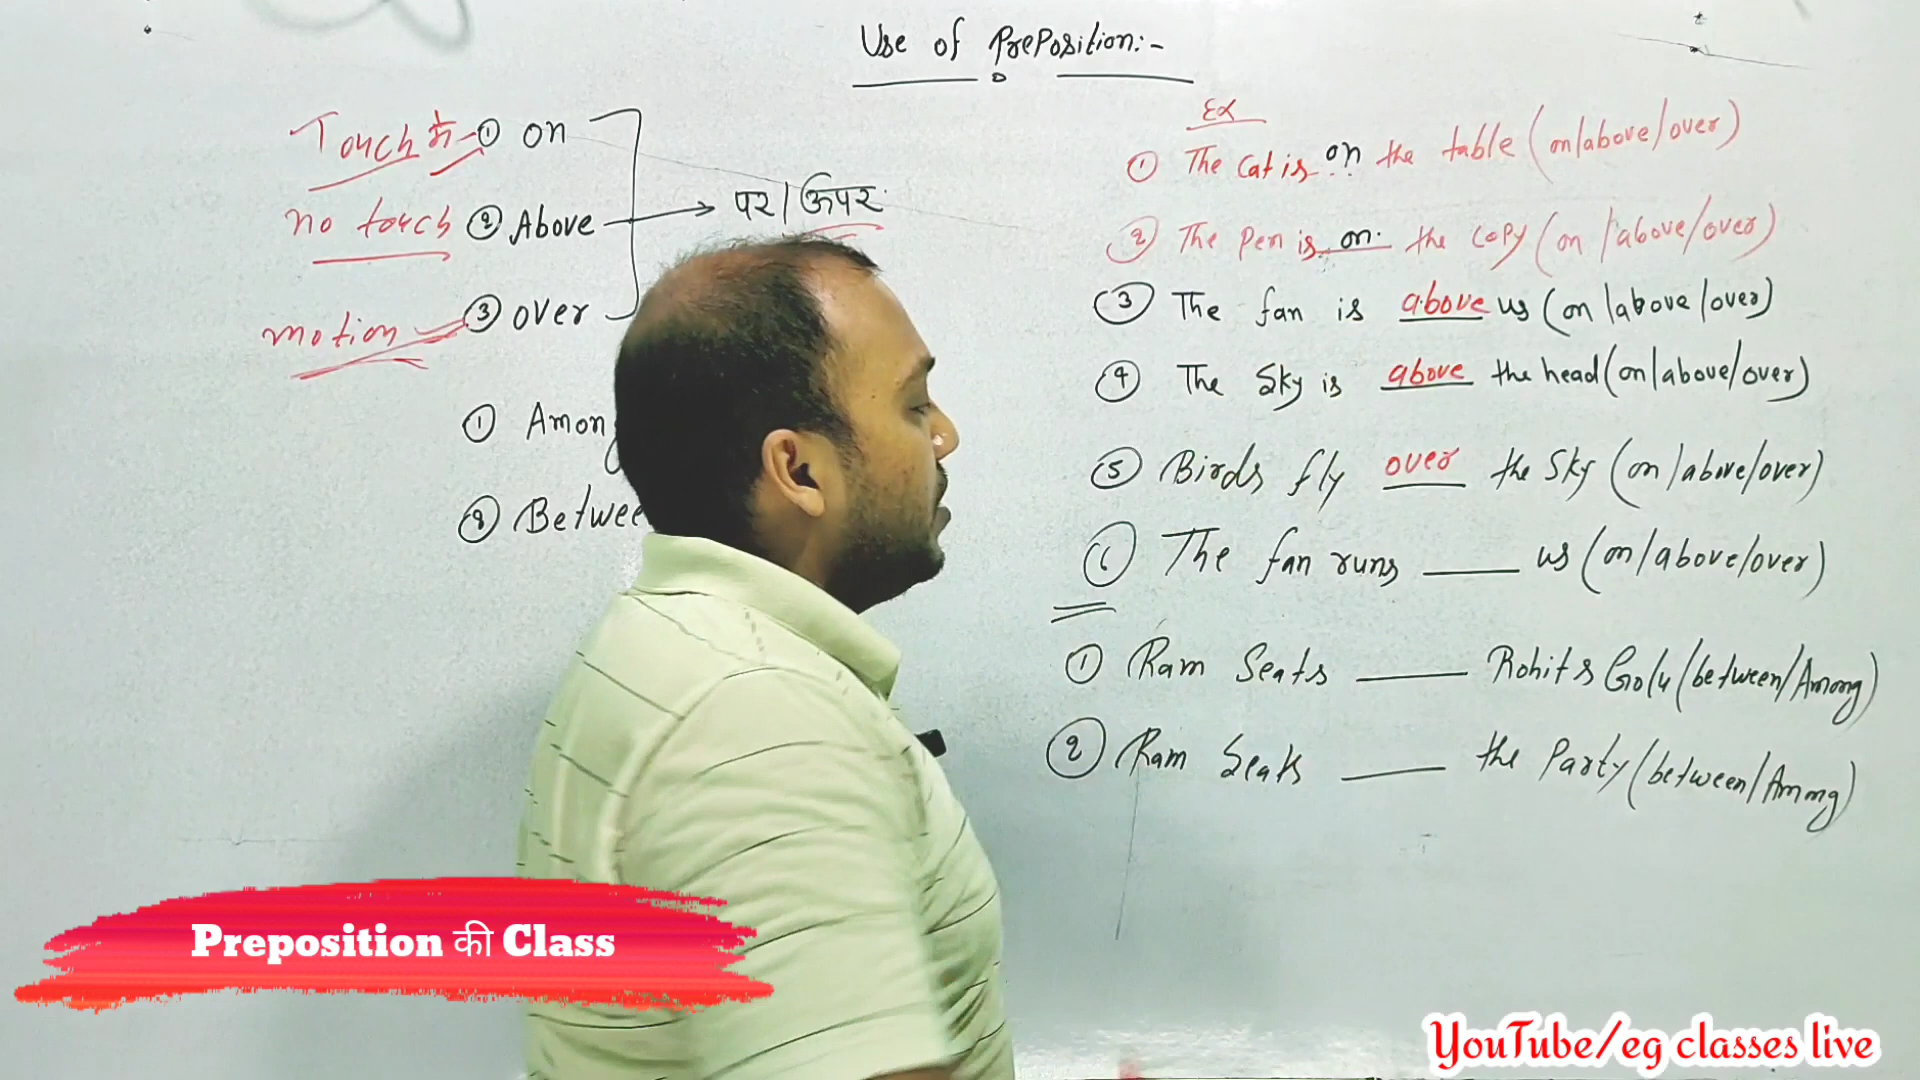 Use of Preposition:-
Touch में ① on
no touch ② Above
motion ③ over
पर/ऊपर
① Amon
② Betwee
Ex
① The Cat is on the table (on/above/over)
② The Pen is on the Copy (on/above/over)
③ The fan is above us (on/above/over)
④ The Sky is above the head (on/above/over)
⑤ Birds fly over the Sky (on/above/over)
⑥ The fan runs ___ us (on/above/over)
① Ram Seats ___ Rohit & Golu (between/Among)
② Ram Seats ___ the Party (between/Among)
Preposition की Class
YouTube/eg classes live